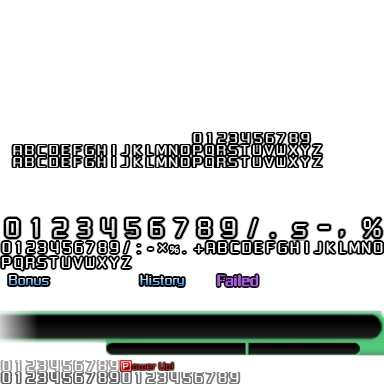 0123456789
ABCDEFGHIJKLMNOPQRSTUVWXYZ
ABCDEFGHIJKLMNOPQRSTUVWXYZ
0123456789/.s-,%
0123456789/:-×%.+ABCDEFGHIJKLMNO
PQRSTUVWXYZ
Bonus History Failed
0123456789 Power Up!
01234567890123456789